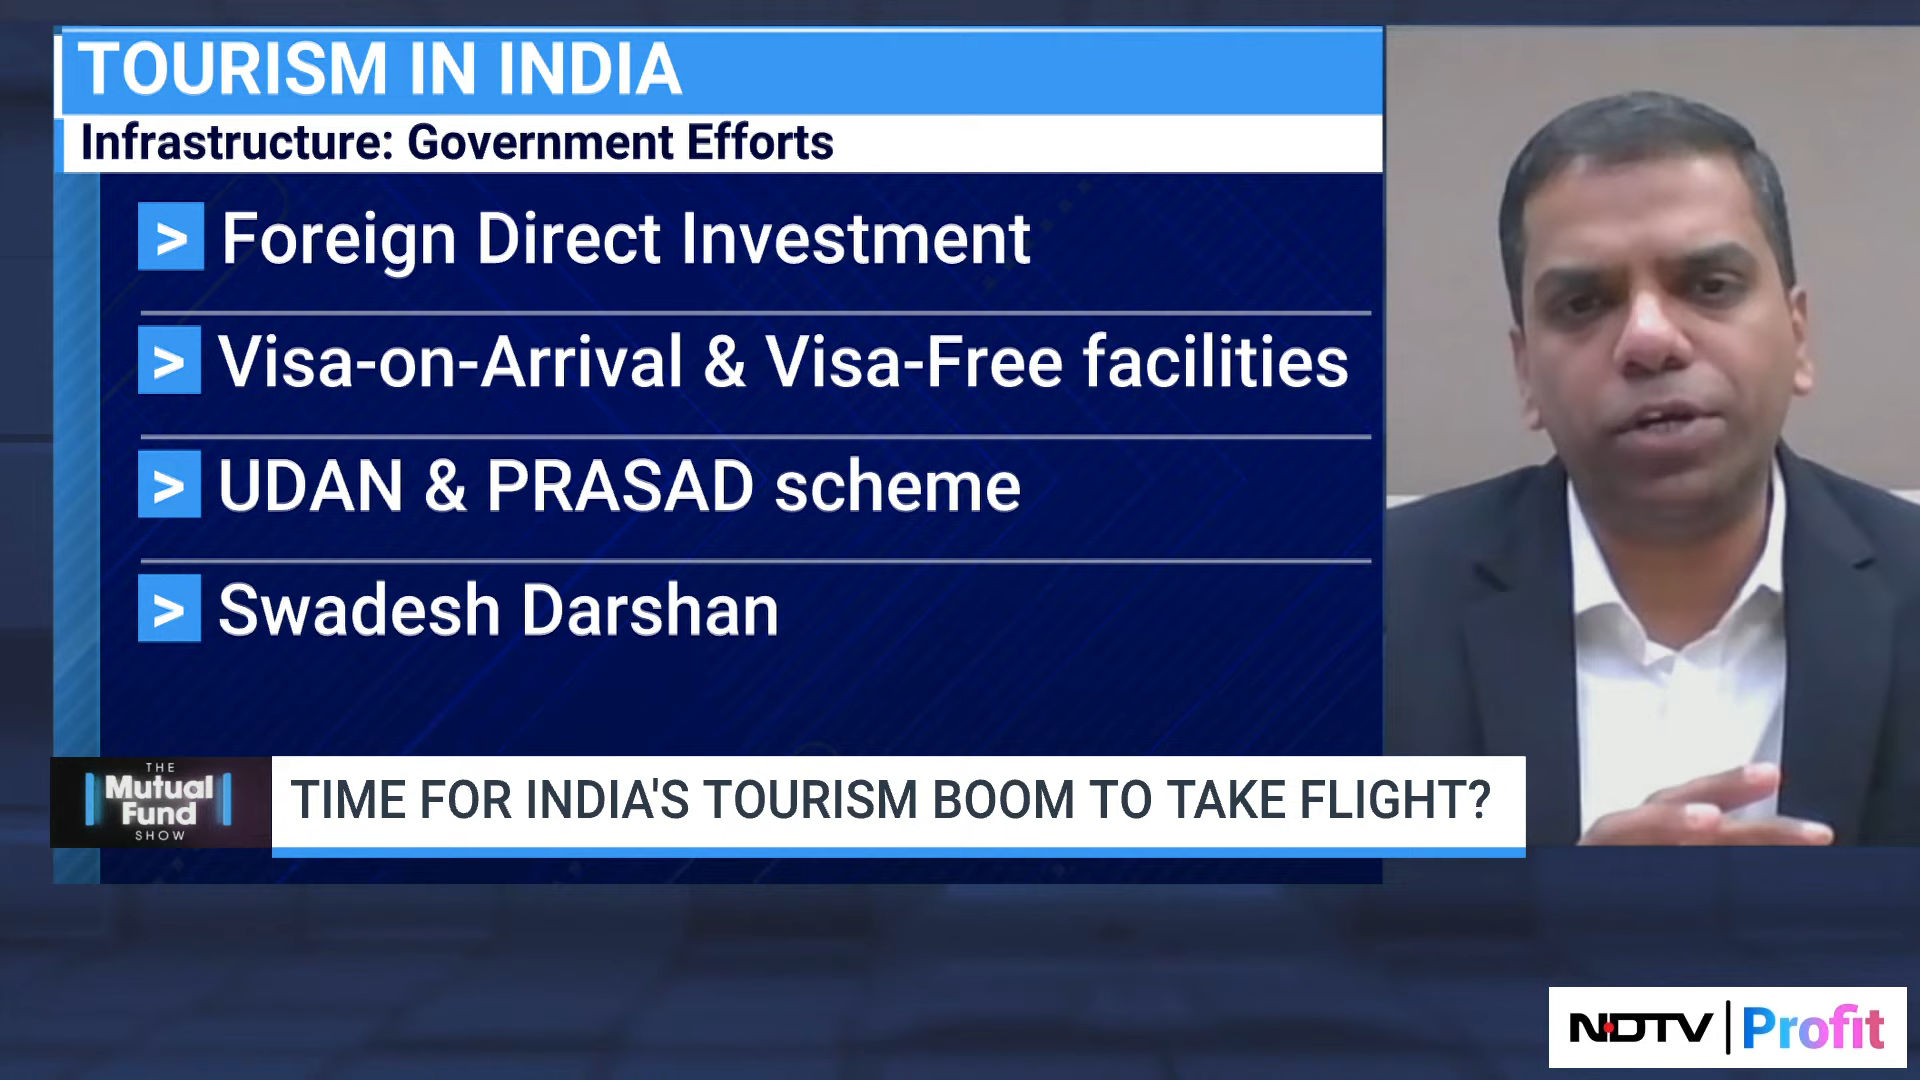 TOURISM IN INDIA
Infrastructure: Government Efforts
> Foreign Direct Investment
> Visa-on-Arrival & Visa-Free facilities
> UDAN & PRASAD scheme
> Swadesh Darshan
THE
Mutual
Fund
SHOW
TIME FOR INDIA'S TOURISM BOOM TO TAKE FLIGHT?
NDTV | Profit